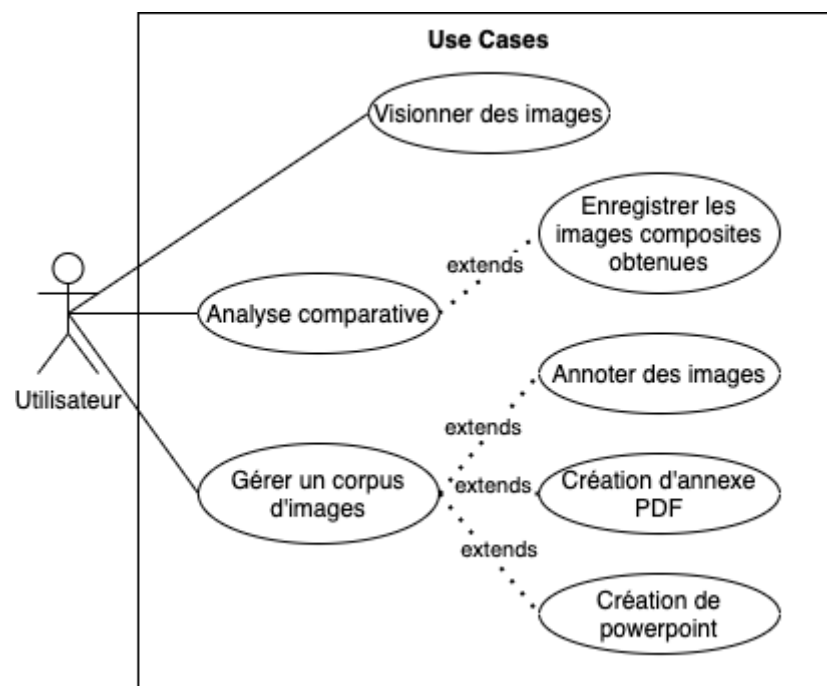 Use Cases
Visionner des images
Enregistrer les
images composites
obtenues
extends
Analyse comparative
Annoter des images
Utilisateur
extends
Gérer un corpus
d'images
extends
Création d'annexe
PDF
extends
Création de
powerpoint